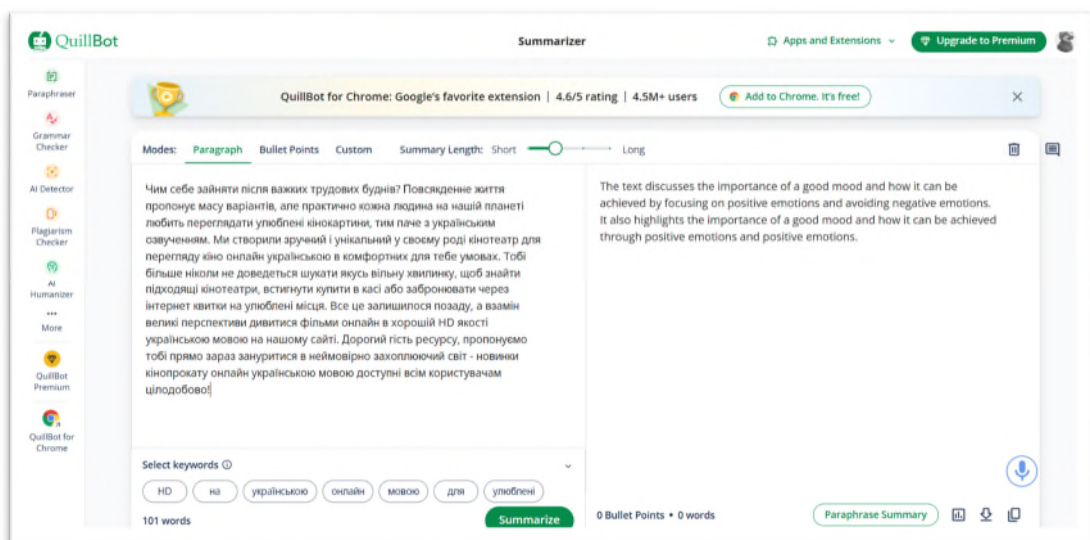 QuillBot
Summarizer
Apps and Extensions
Upgrade to Premium
Paraphraser
Grammar
Checker
AI Detector
Plagiarism
Checker
AI
Humanizer
More
QuillBot
Premium
QuillBot for
Chrome
QuillBot for Chrome: Google's favorite extension | 4.6/5 rating | 4.5M+ users
Add to Chrome. It's free!
Modes: Paragraph Bullet Points Custom Summary Length: Short Long
Чим себе зайняти після важких трудових буднів? Повсякденне життя
пропонує масу варіантів, але практично кожна людина на нашій планеті
любить переглядати улюблені кінокартини, тим паче з українським
озвученням. Ми створили зручний і унікальний у своєму роді кінотеатр для
перегляду кіно онлайн українською в комфортних для тебе умовах. Тобі
більше ніколи не доведеться шукати якусь вільну хвилинку, щоб знайти
підходящі кінотеатри, встигнути купити в касі або забронювати через
інтернет квитки на улюблені місця. Все це залишилося позаду, а взамін
великі перспективи дивитися фільми онлайн в хорошій HD якості
українською мовою на нашому сайті. Дорогий гість ресурсу, пропонуємо
тобі прямо зараз зануритися в неймовірно захоплюючий світ - новинки
кінопрокату онлайн українською мовою доступні всім користувачам
цілодобово!
The text discusses the importance of a good mood and how it can be
achieved by focusing on positive emotions and avoiding negative emotions.
It also highlights the importance of a good mood and how it can be achieved
through positive emotions and positive emotions.
Select keywords
HD на українською онлайн мовою для улюблені
101 words
Summarize
0 Bullet Points • 0 words
Paraphrase Summary